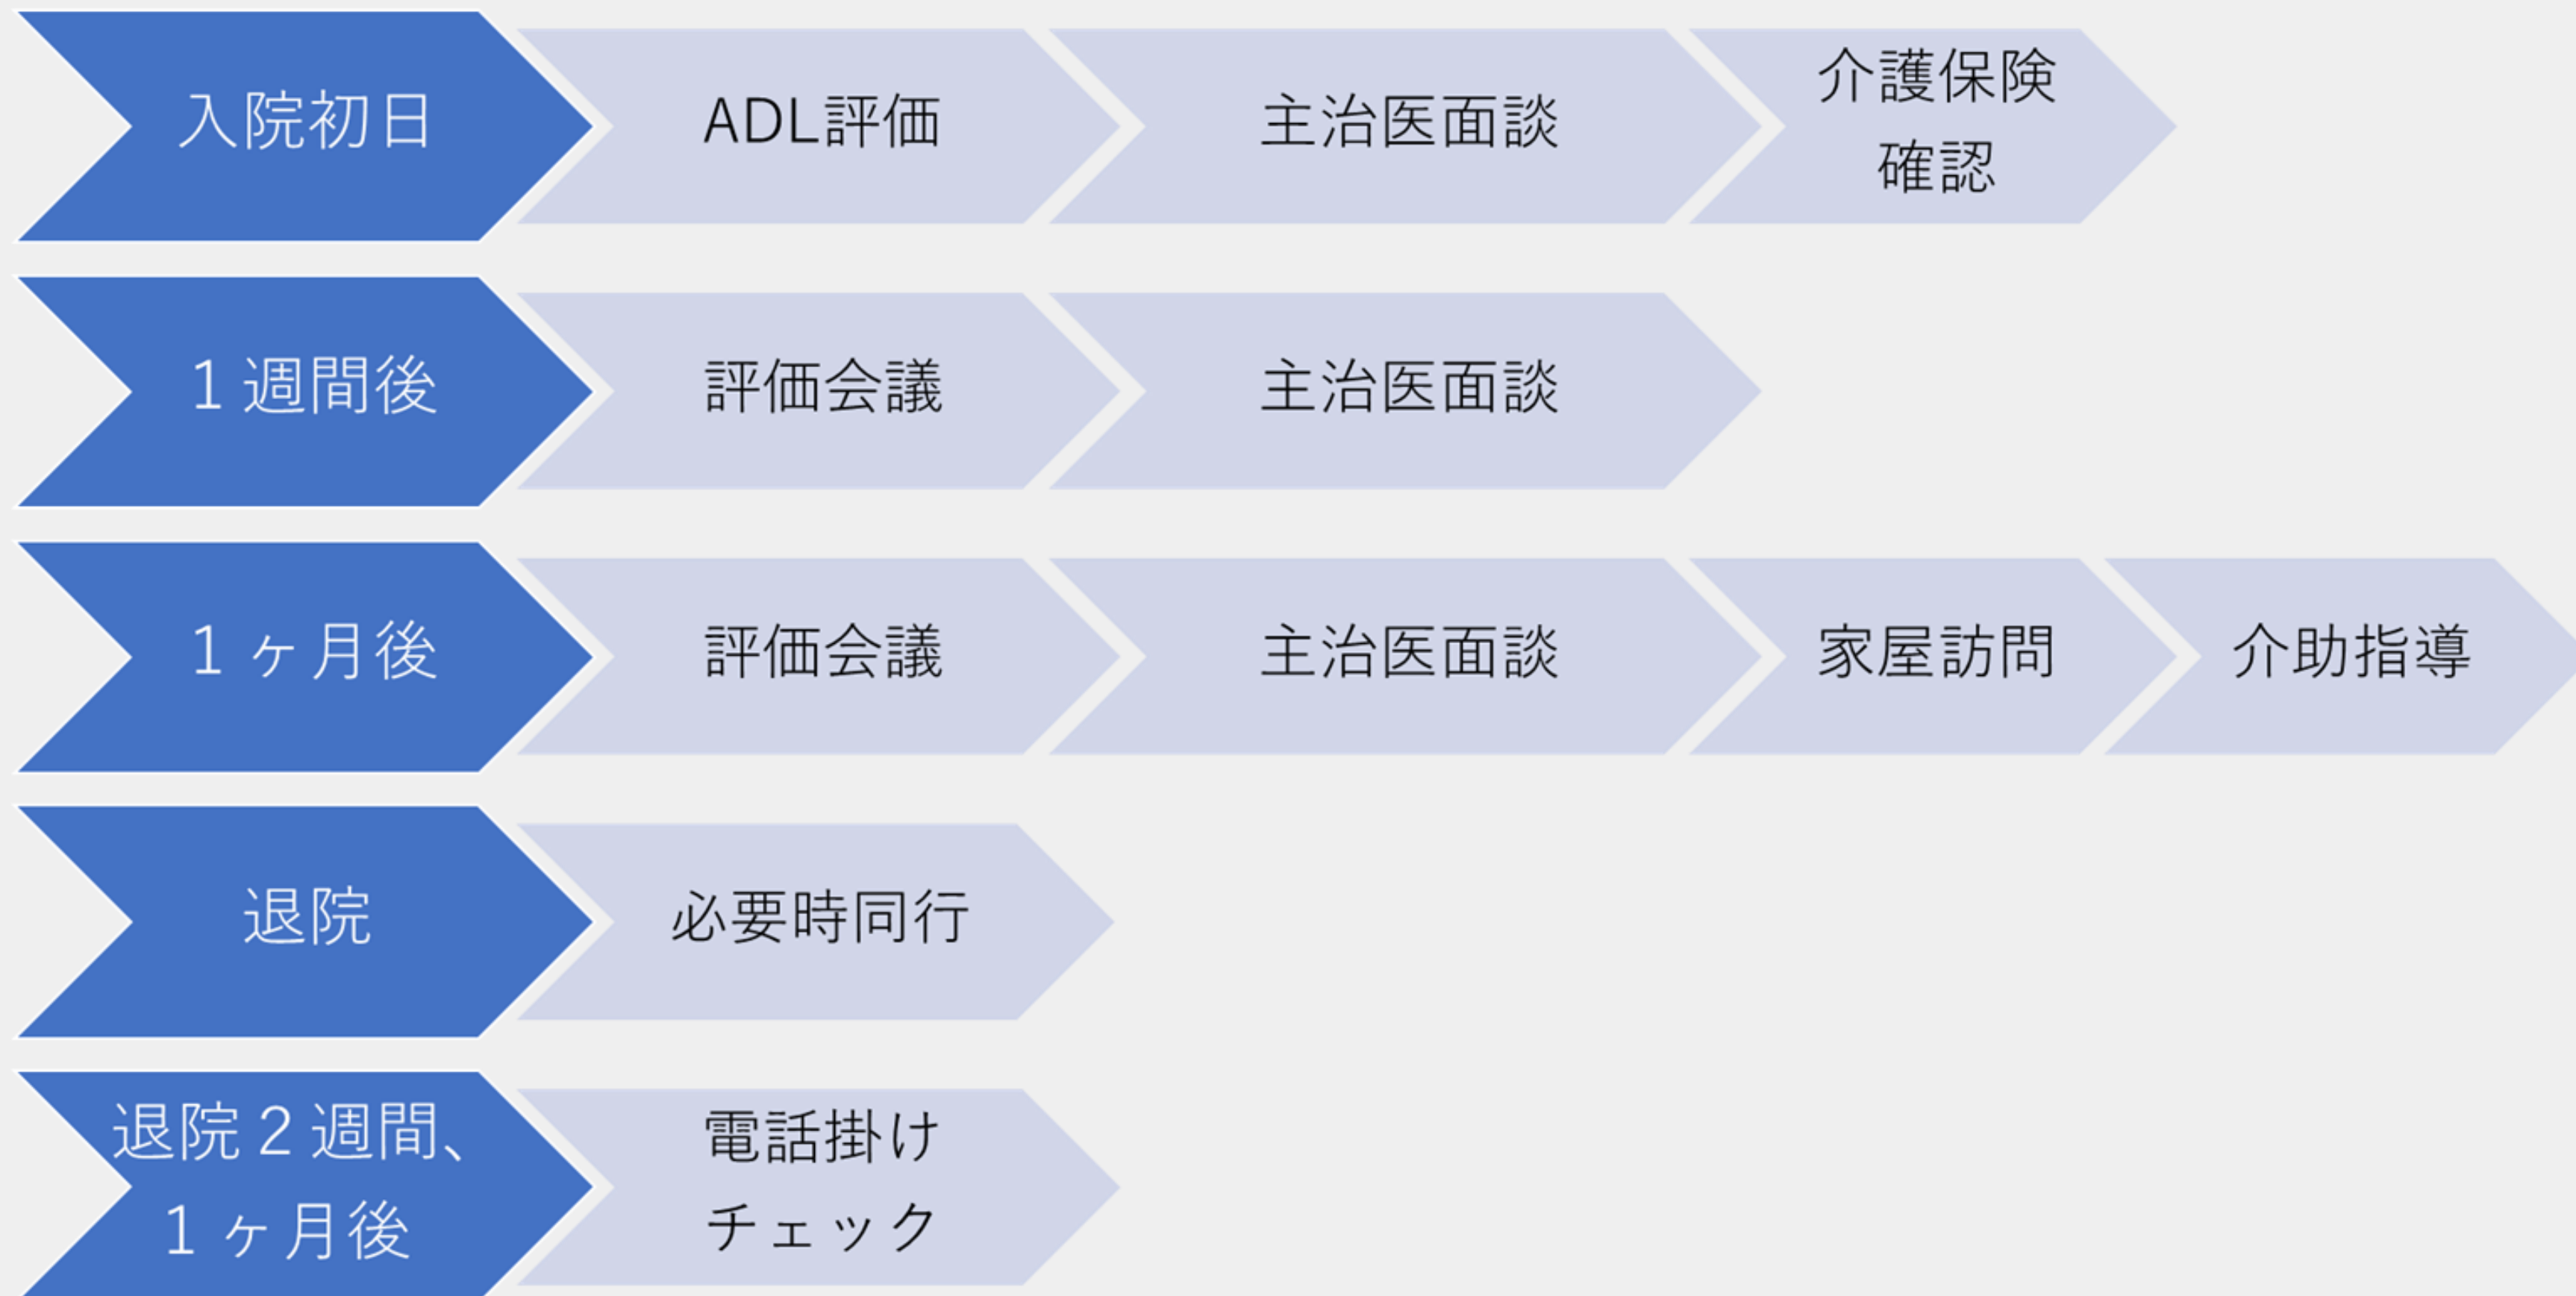 入院初日
ADL評価
主治医面談
介護保険
確認
1週間後
評価会議
主治医面談
1ヶ月後
評価会議
主治医面談
家屋訪問
介助指導
退院
必要時同行
退院2週間、
1ヶ月後
電話掛け
チェック